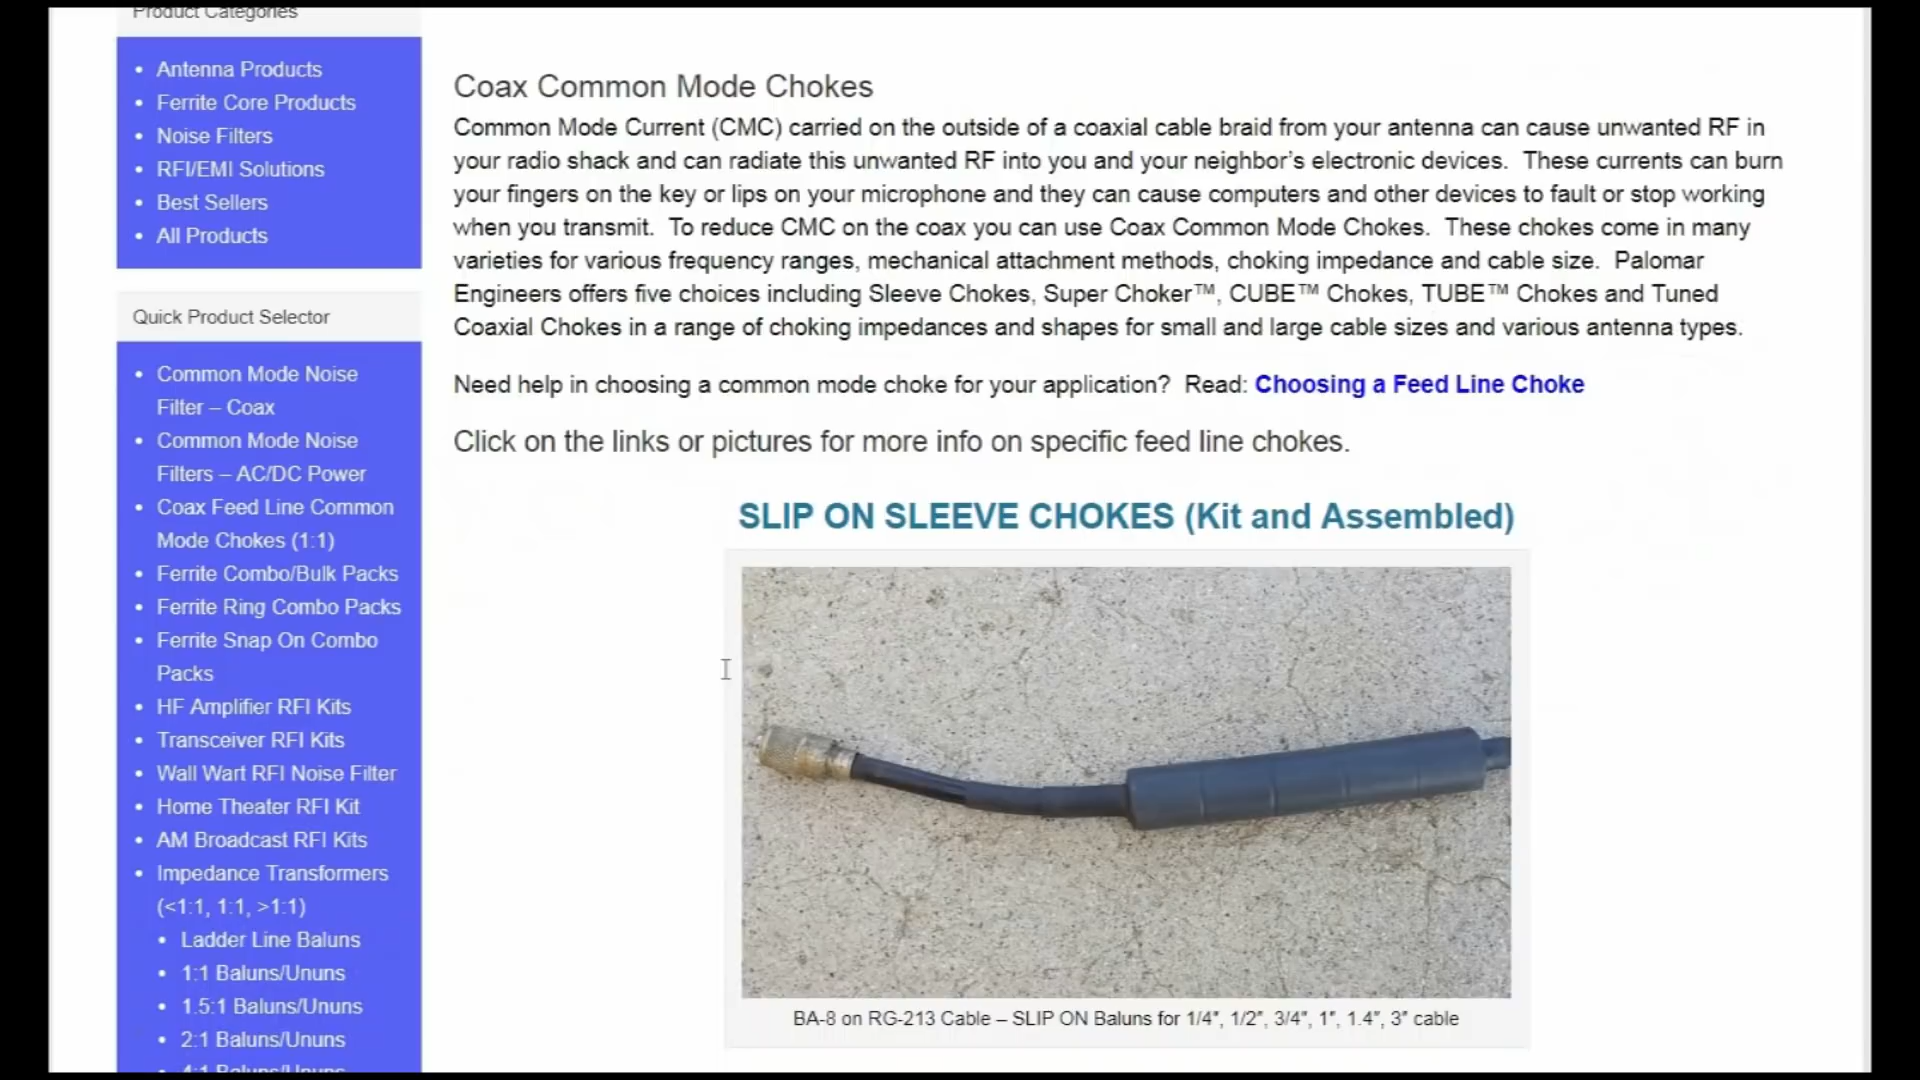 Product Categories
Antenna Products
Ferrite Core Products
Noise Filters
RFI/EMI Solutions
Best Sellers
All Products
Quick Product Selector
Common Mode Noise
Filter – Coax
Common Mode Noise
Filters – AC/DC Power
Coax Feed Line Common
Mode Chokes (1:1)
Ferrite Combo/Bulk Packs
Ferrite Ring Combo Packs
Ferrite Snap On Combo
Packs
HF Amplifier RFI Kits
Transceiver RFI Kits
Wall Wart RFI Noise Filter
Home Theater RFI Kit
AM Broadcast RFI Kits
Impedance Transformers
(<1:1, 1:1, >1:1)
Ladder Line Baluns
1:1 Baluns/Ununs
1.5:1 Baluns/Ununs
2:1 Baluns/Ununs
4:1 Baluns/Ununs
Coax Common Mode Chokes
Common Mode Current (CMC) carried on the outside of a coaxial cable braid from your antenna can cause unwanted RF in
your radio shack and can radiate this unwanted RF into you and your neighbor’s electronic devices.  These currents can burn
your fingers on the key or lips on your microphone and they can cause computers and other devices to fault or stop working
when you transmit.  To reduce CMC on the coax you can use Coax Common Mode Chokes.  These chokes come in many
varieties for various frequency ranges, mechanical attachment methods, choking impedance and cable size.  Palomar
Engineers offers five choices including Sleeve Chokes, Super Choker™, CUBE™ Chokes, TUBE™ Chokes and Tuned
Coaxial Chokes in a range of choking impedances and shapes for small and large cable sizes and various antenna types.
Need help in choosing a common mode choke for your application?  Read: Choosing a Feed Line Choke
Click on the links or pictures for more info on specific feed line chokes.
SLIP ON SLEEVE CHOKES (Kit and Assembled)
BA-8 on RG-213 Cable – SLIP ON Baluns for 1/4″, 1/2″, 3/4″, 1″, 1.4″, 3″ cable